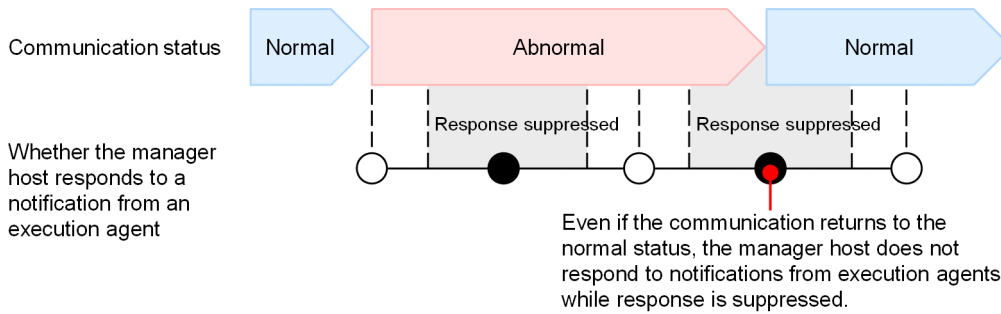 Communication status
Normal
Abnormal
Normal
Response suppressed
Response suppressed
Whether the manager
host responds to a
notification from an
execution agent
Even if the communication returns to the
normal status, the manager host does not
respond to notifications from execution agents
while response is suppressed.